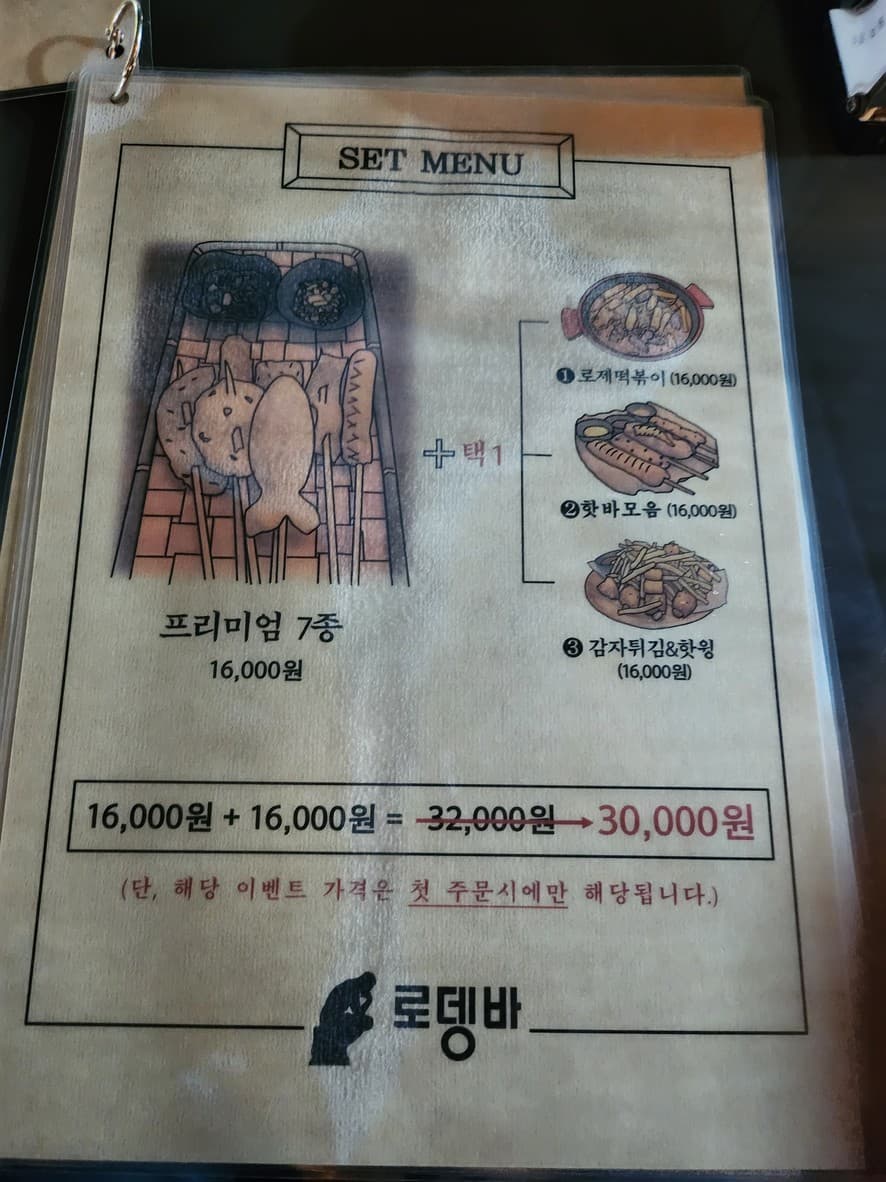 SET MENU
+ 택1
❶로제떡볶이 (16,000원)
❷핫바모음 (16,000원)
❸ 감자튀김&핫윙
(16,000원)
프리미엄 7종
16,000원
16,000원 + 16,000원 = 32,000원→30,000원
(단, 해당 이벤트 가격은 첫 주문시에만 해당됩니다.)
로뎅바